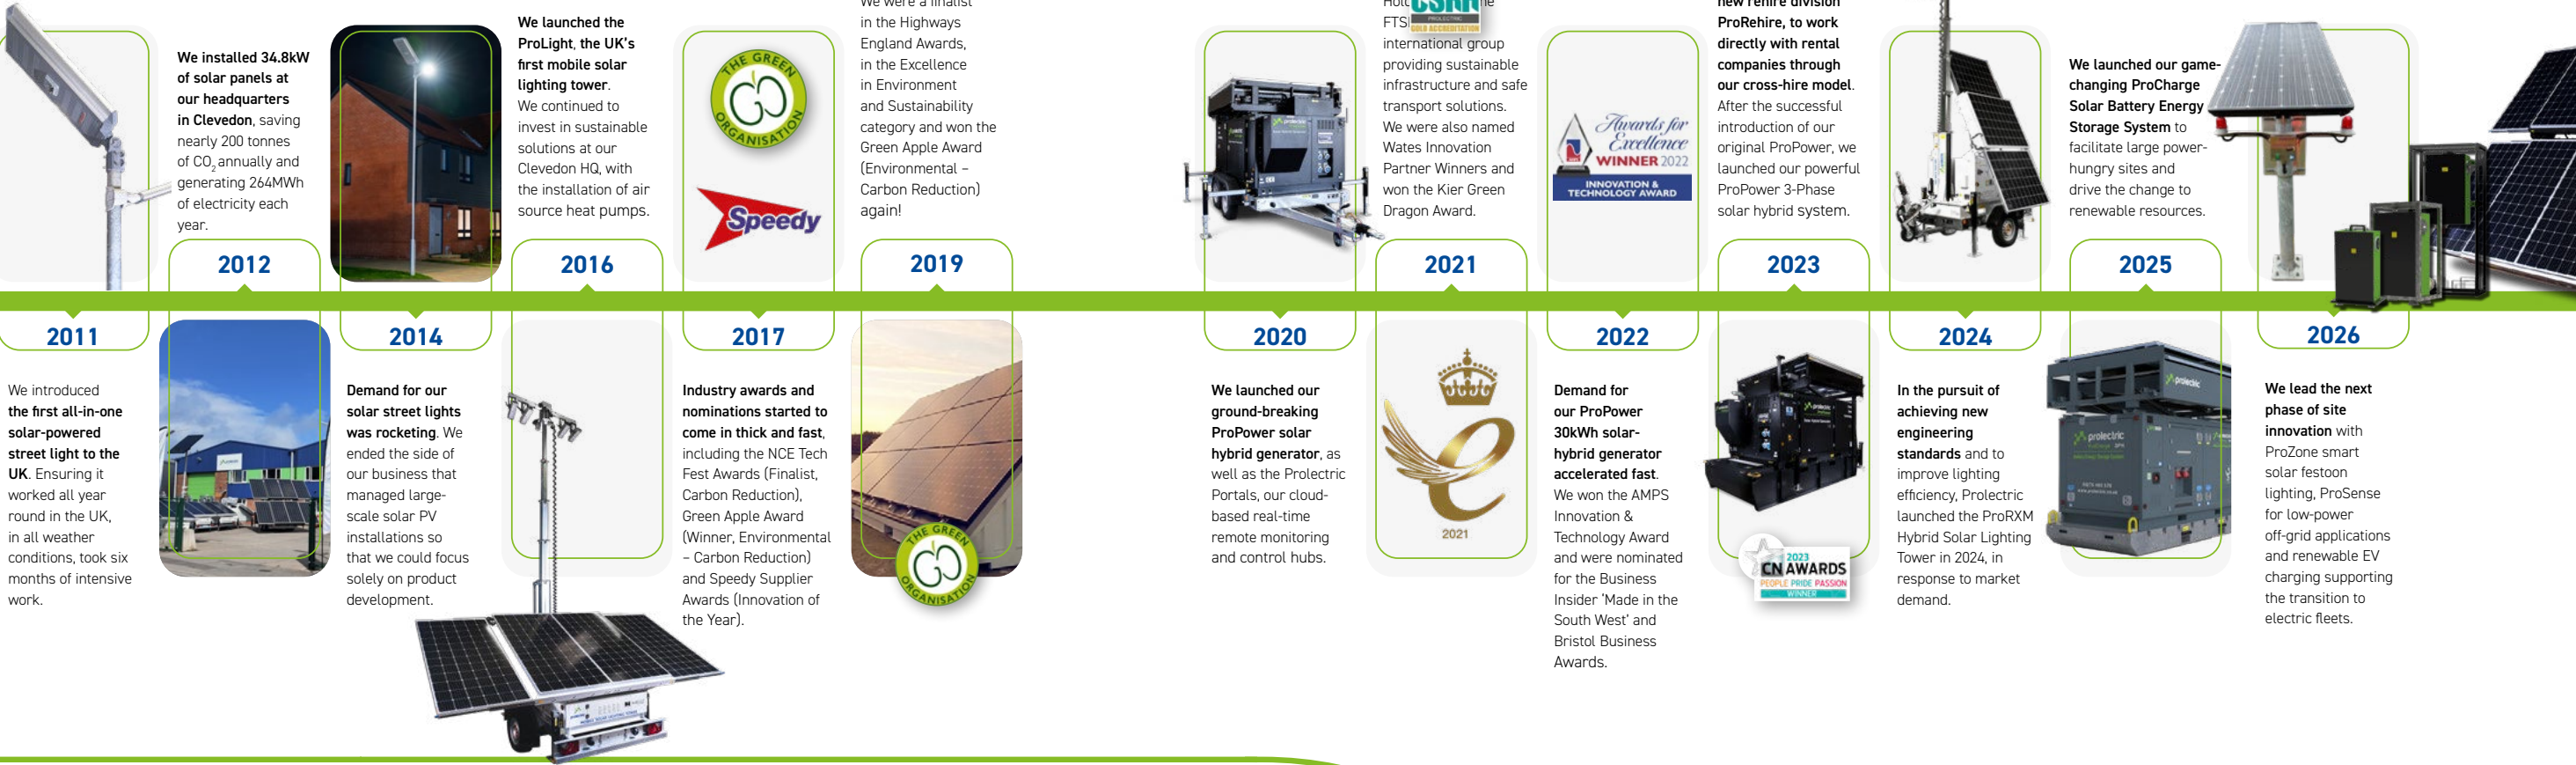 We installed 34.8kW
of solar panels at
our headquarters
in Clevedon, saving
nearly 200 tonnes
of CO2 annually and
generating 264MWh
of electricity each
year.
2012
We launched the
ProLight, the UK's
first mobile solar
lighting tower.
We continued to
invest in sustainable
solutions at our
Clevedon HQ, with
the installation of air
source heat pumps.
2016
THE GREEN
ORGANISATION
Speedy
We were a finalist
in the Highways
England Awards,
in the Excellence
in Environment
and Sustainability
category and won the
Green Apple Award
(Environmental –
Carbon Reduction)
again!
2019
PROLECTRIC
GOLD ACCREDITATION
international group
providing sustainable
infrastructure and safe
transport solutions.
We were also named
Wates Innovation
Partner Winners and
won the Kier Green
Dragon Award.
2021
Awards for
Excellence
WINNER 2022
INNOVATION &
TECHNOLOGY AWARD
new rehire division
ProRehire, to work
directly with rental
companies through
our cross-hire model.
After the successful
introduction of our
original ProPower, we
launched our powerful
ProPower 3-Phase
solar hybrid system.
2023
We launched our game-
changing ProCharge
Solar Battery Energy
Storage System to
facilitate large power-
hungry sites and
drive the change to
renewable resources.
2025
2011
We introduced
the first all-in-one
solar-powered
street light to the
UK. Ensuring it
worked all year
round in the UK,
in all weather
conditions, took six
months of intensive
work.
2014
Demand for our
solar street lights
was rocketing. We
ended the side of
our business that
managed large-
scale solar PV
installations so
that we could focus
solely on product
development.
2017
Industry awards and
nominations started to
come in thick and fast,
including the NCE Tech
Fest Awards (Finalist,
Carbon Reduction),
Green Apple Award
(Winner, Environmental
– Carbon Reduction)
and Speedy Supplier
Awards (Innovation of
the Year).
THE GREEN
ORGANISATION
2020
We launched our
ground-breaking
ProPower solar
hybrid generator, as
well as the Prolectric
Portals, our cloud-
based real-time
remote monitoring
and control hubs.
2021
2022
Demand for
our ProPower
30kWh solar-
hybrid generator
accelerated fast.
We won the AMPS
Innovation &
Technology Award
and were nominated
for the Business
Insider 'Made in the
South West' and
Bristol Business
Awards.
prolectric
2023
CN AWARDS
PEOPLE PRIDE PASSION
WINNER
2024
In the pursuit of
achieving new
engineering
standards and to
improve lighting
efficiency, Prolectric
launched the ProRXM
Hybrid Solar Lighting
Tower in 2024, in
response to market
demand.
prolectric
prolectric
2026
We lead the next
phase of site
innovation with
ProZone smart
solar festoon
lighting, ProSense
for low-power
off-grid applications
and renewable EV
charging supporting
the transition to
electric fleets.